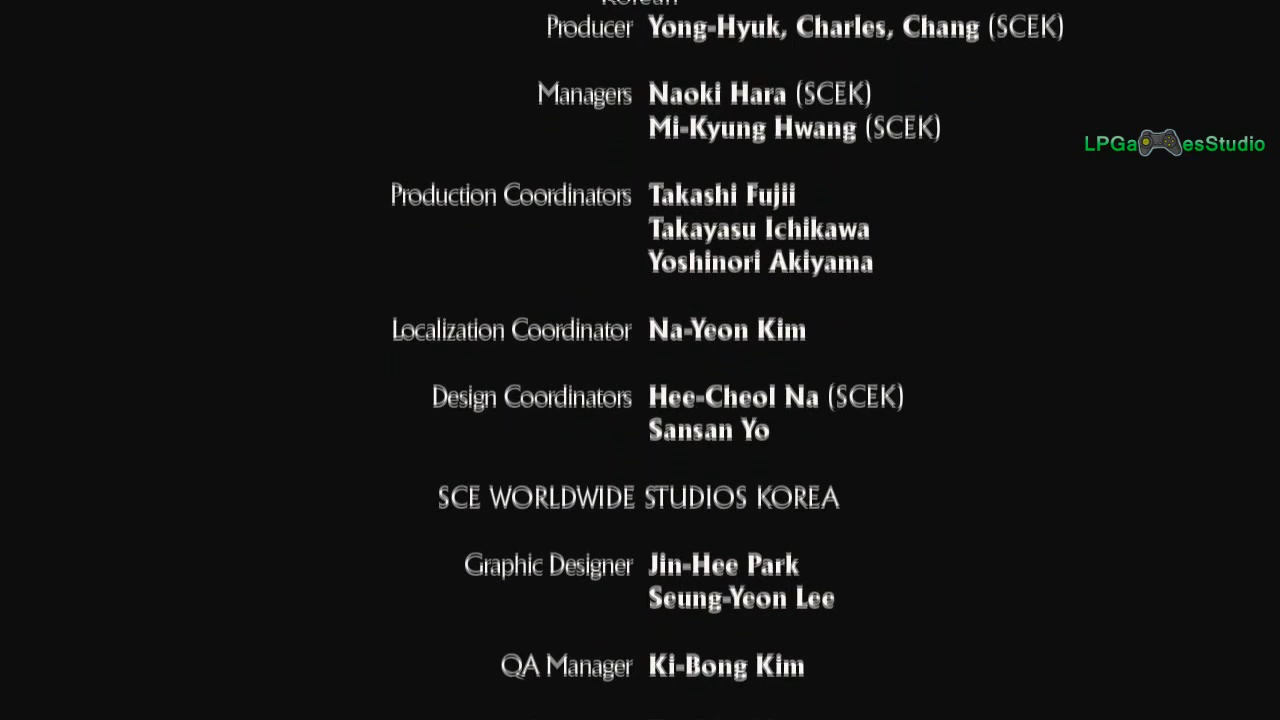 Korean
Producer Yong-Hyuk, Charles, Chang (SCEK)
Managers Naoki Hara (SCEK)
Mi-Kyung Hwang (SCEK)
LPGa esStudio
Production Coordinators Takashi Fujii
Takayasu Ichikawa
Yoshinori Akiyama
Localization Coordinator Na-Yeon Kim
Design Coordinators Hee-Cheol Na (SCEK)
Sansan Yo
SCE WORLDWIDE STUDIOS KOREA
Graphic Designer Jin-Hee Park
Seung-Yeon Lee
QA Manager Ki-Bong Kim